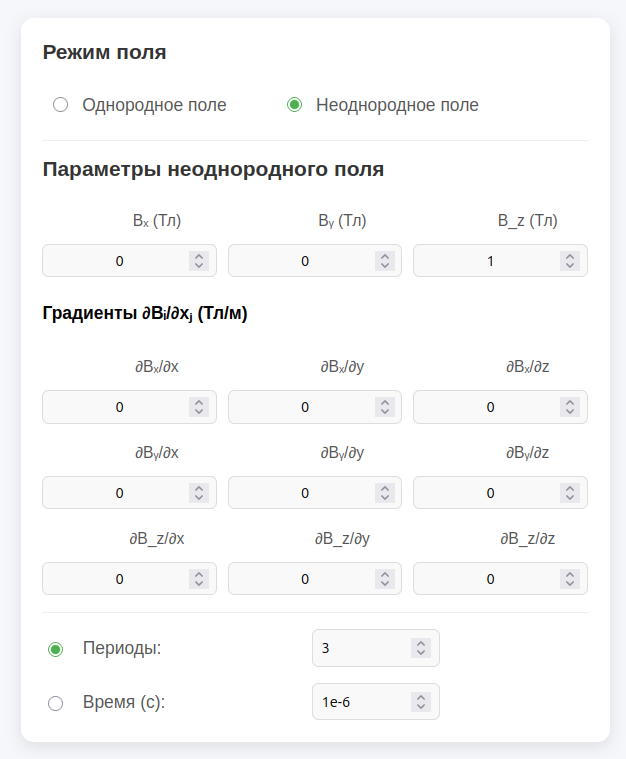 Режим поля
Однородное поле Неоднородное поле
Параметры неоднородного поля
Bₓ (Тл) Bᵧ (Тл) B_z (Тл)
0 0 1
Градиенты ∂Bᵢ/∂xⱼ (Тл/м)
∂Bₓ/∂x ∂Bₓ/∂y ∂Bₓ/∂z
0 0 0
∂Bᵧ/∂x ∂Bᵧ/∂y ∂Bᵧ/∂z
0 0 0
∂B_z/∂x ∂B_z/∂y ∂B_z/∂z
0 0 0
Периоды: 3
Время (с): 1e-6